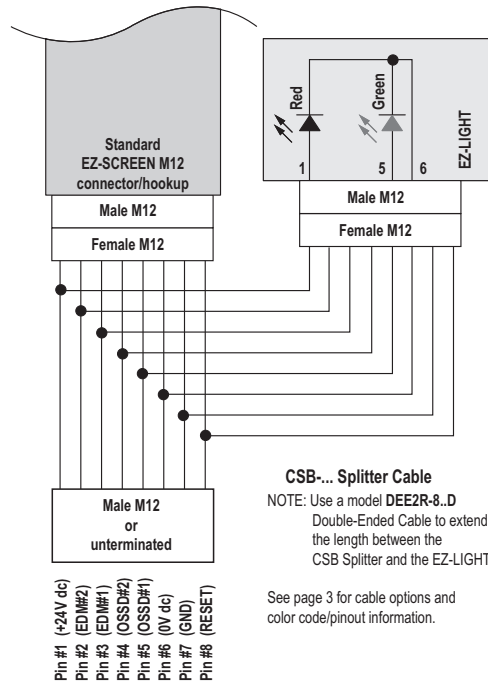 Standard
EZ-SCREEN M12
connector/hookup
Male M12
Female M12
Red
Green
EZ-LIGHT
1
5
6
Male M12
Female M12
Male M12
or
unterminated
Pin #1 (+24V dc)
Pin #2 (EDM#2)
Pin #3 (EDM#1)
Pin #4 (OSSD#2)
Pin #5 (OSSD#1)
Pin #6 (0V dc)
Pin #7 (GND)
Pin #8 (RESET)
CSB-... Splitter Cable
NOTE: Use a model DEE2R-8..D
Double-Ended Cable to extend
the length between the
CSB Splitter and the EZ-LIGHT
See page 3 for cable options and
color code/pinout information.